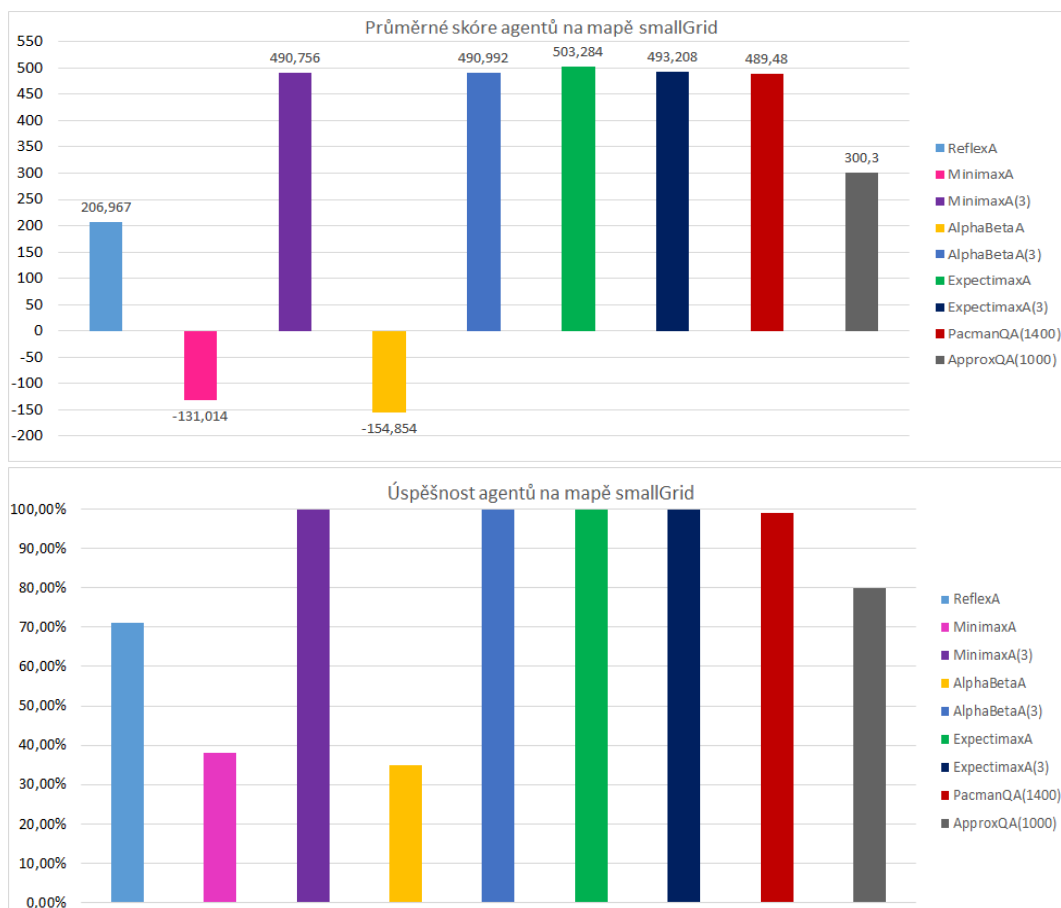 Průměrné skóre agentů na mapě smallGrid
550
500
450
400
350
300
250
200
150
100
50
0
-50
-100
-150
-200
206,967
-131,014
490,756
-154,854
490,992
503,284
493,208
489,48
300,3
ReflexA
MinimaxA
MinimaxA(3)
AlphaBetaA
AlphaBetaA(3)
ExpectimaxA
ExpectimaxA(3)
PacmanQA(1400)
ApproxQA(1000)
Úspěšnost agentů na mapě smallGrid
100,00%
90,00%
80,00%
70,00%
60,00%
50,00%
40,00%
30,00%
20,00%
10,00%
0,00%
ReflexA
MinimaxA
MinimaxA(3)
AlphaBetaA
AlphaBetaA(3)
ExpectimaxA
ExpectimaxA(3)
PacmanQA(1400)
ApproxQA(1000)